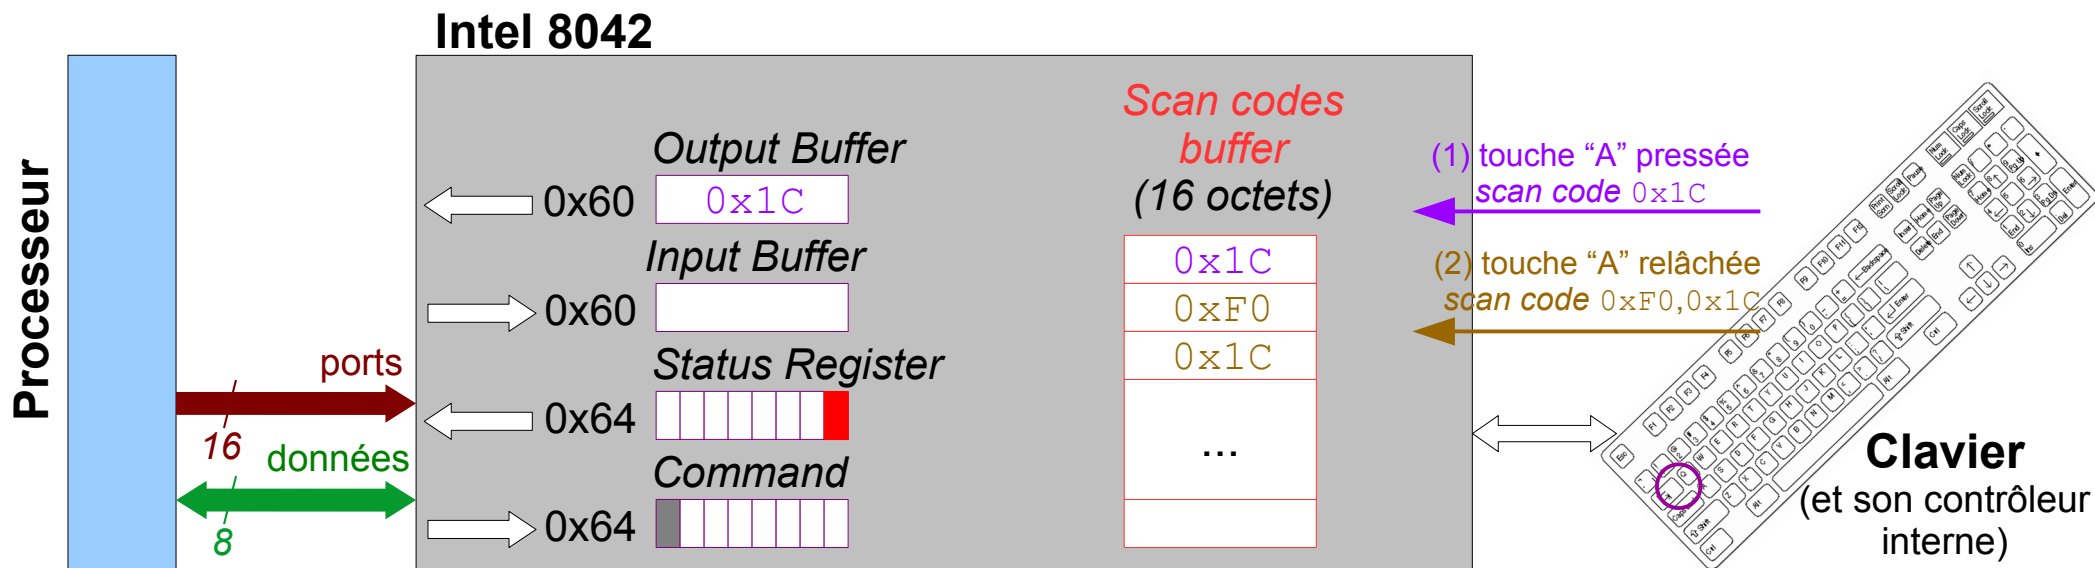 Intel 8042
Processeur
ports
16
données
8
Output Buffer
0x60
0x1C
Input Buffer
0x60
Status Register
0x64
Command
0x64
Scan codes
buffer
(16 octets)
0x1C
0xF0
0x1C
...
(1) touche “A” pressée
scan code 0x1C
(2) touche “A” relâchée
scan code 0xF0,0x1C
Clavier
(et son contrôleur
interne)